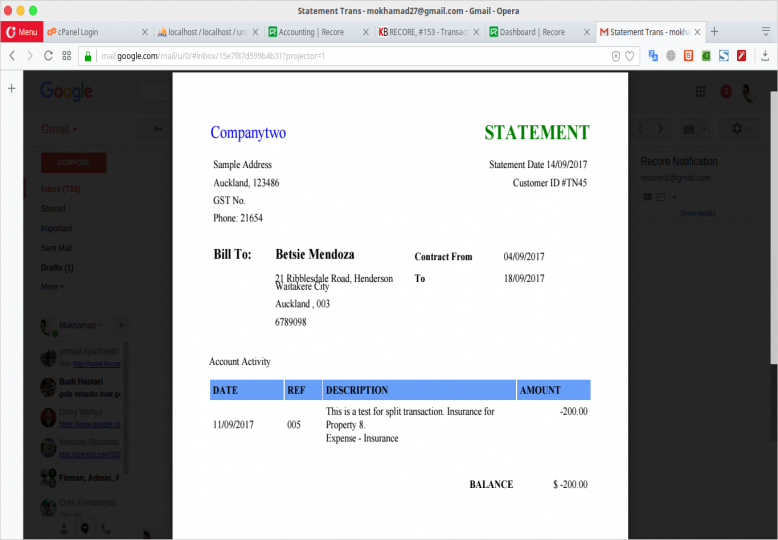 Statement Trans - mokhamad27@gmail.com - Gmail - Opera
Menu
cPanel Login
localhost / localhost / um
Accounting | Recore
RECORE, #153 - Transac
Dashboard | Recore
Statement Trans - mokha
mail.google.com/mail/u/0/#inbox/15e7f87d599b4b31?projector=1
Google
Gmail
COMPOSE
Inbox (735)
Starred
Important
Sent Mail
Drafts (1)
More
Mokhamad
Budi Hastari
Dicky Wahyu
https://www.google.co
Firman, Admin, A
Recore Notification
recorenz@gmail.com
Show details
Companytwo
STATEMENT
Sample Address
Statement Date 14/09/2017
Auckland, 123486
Customer ID #TN45
GST No.
Phone: 21654
Bill To:
Betsie Mendoza
Contract From
04/09/2017
21 Ribblesdale Road, Henderson
To
18/09/2017
Waitakere City
Auckland , 003
6789098
Account Activity
DATE REF DESCRIPTION AMOUNT
This is a test for split transaction. Insurance for
-200.00
11/09/2017 005 Property 8.
Expense - Insurance
BALANCE $ -200.00